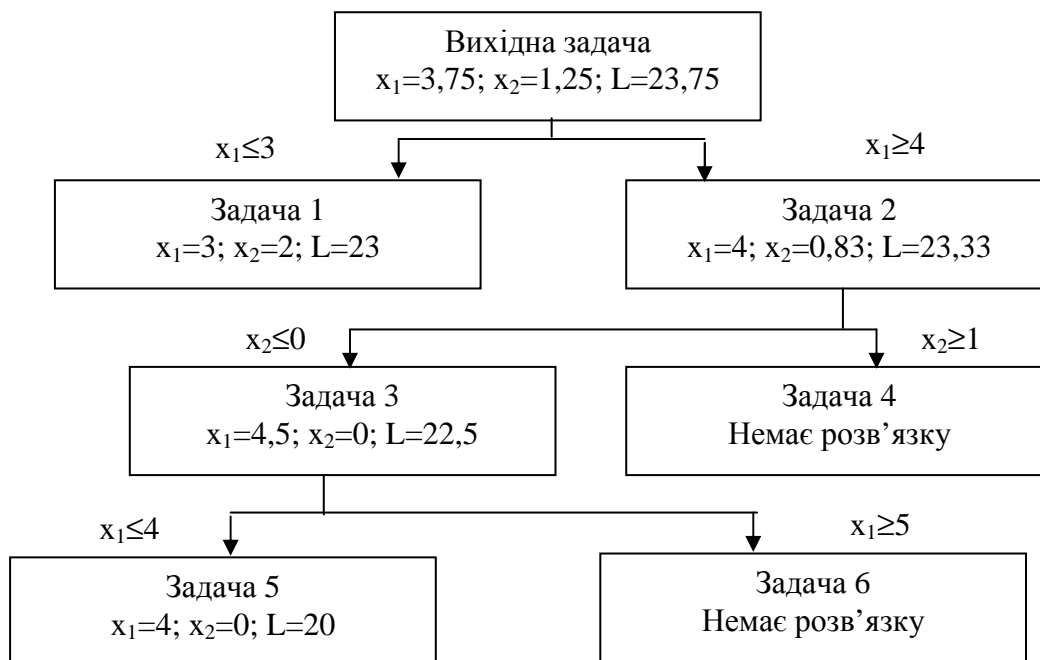 Вихідна задача
x₁=3,75; x₂=1,25; L=23,75
x₁≤3
x₁≥4
Задача 1
x₁=3; x₂=2; L=23
Задача 2
x₁=4; x₂=0,83; L=23,33
x₂≤0
x₂≥1
Задача 3
x₁=4,5; x₂=0; L=22,5
Задача 4
Немає розв’язку
x₁≤4
x₁≥5
Задача 5
x₁=4; x₂=0; L=20
Задача 6
Немає розв’язку